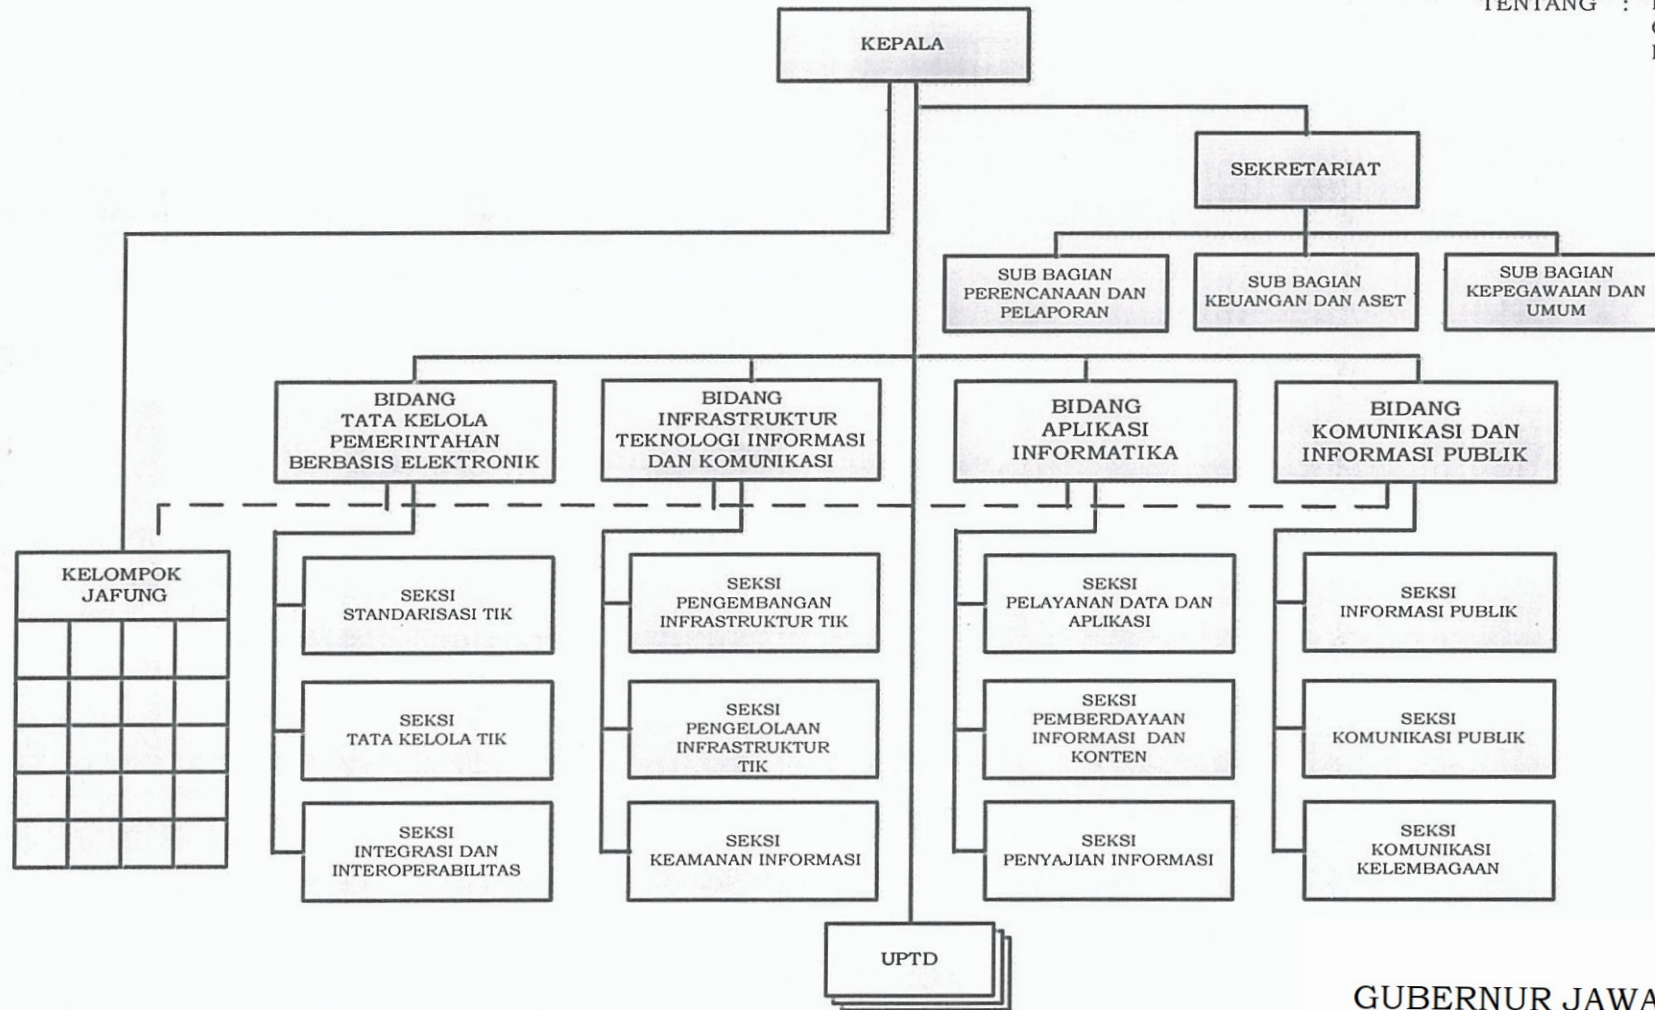 TENTANG :
KEPALA
SEKRETARIAT
SUB BAGIAN
PERENCANAAN DAN
PELAPORAN
SUB BAGIAN
KEUANGAN DAN ASET
SUB BAGIAN
KEPEGAWAIAN DAN
UMUM
BIDANG
TATA KELOLA
PEMERINTAHAN
BERBASIS ELEKTRONIK
BIDANG
INFRASTRUKTUR
TEKNOLOGI INFORMASI
DAN KOMUNIKASI
BIDANG
APLIKASI
INFORMATIKA
BIDANG
KOMUNIKASI DAN
INFORMASI PUBLIK
KELOMPOK
JAFUNG
SEKSI
STANDARISASI TIK
SEKSI
PENGEMBANGAN
INFRASTRUKTUR TIK
SEKSI
PELAYANAN DATA DAN
APLIKASI
SEKSI
INFORMASI PUBLIK
SEKSI
TATA KELOLA TIK
SEKSI
PENGELOLAAN
INFRASTRUKTUR
TIK
SEKSI
PEMBERDAYAAN
INFORMASI DAN
KONTEN
SEKSI
KOMUNIKASI PUBLIK
SEKSI
INTEGRASI DAN
INTEROPERABILITAS
SEKSI
KEAMANAN INFORMASI
SEKSI
PENYAJIAN INFORMASI
SEKSI
KOMUNIKASI
KELEMBAGAAN
UPTD
GUBERNUR JAWA